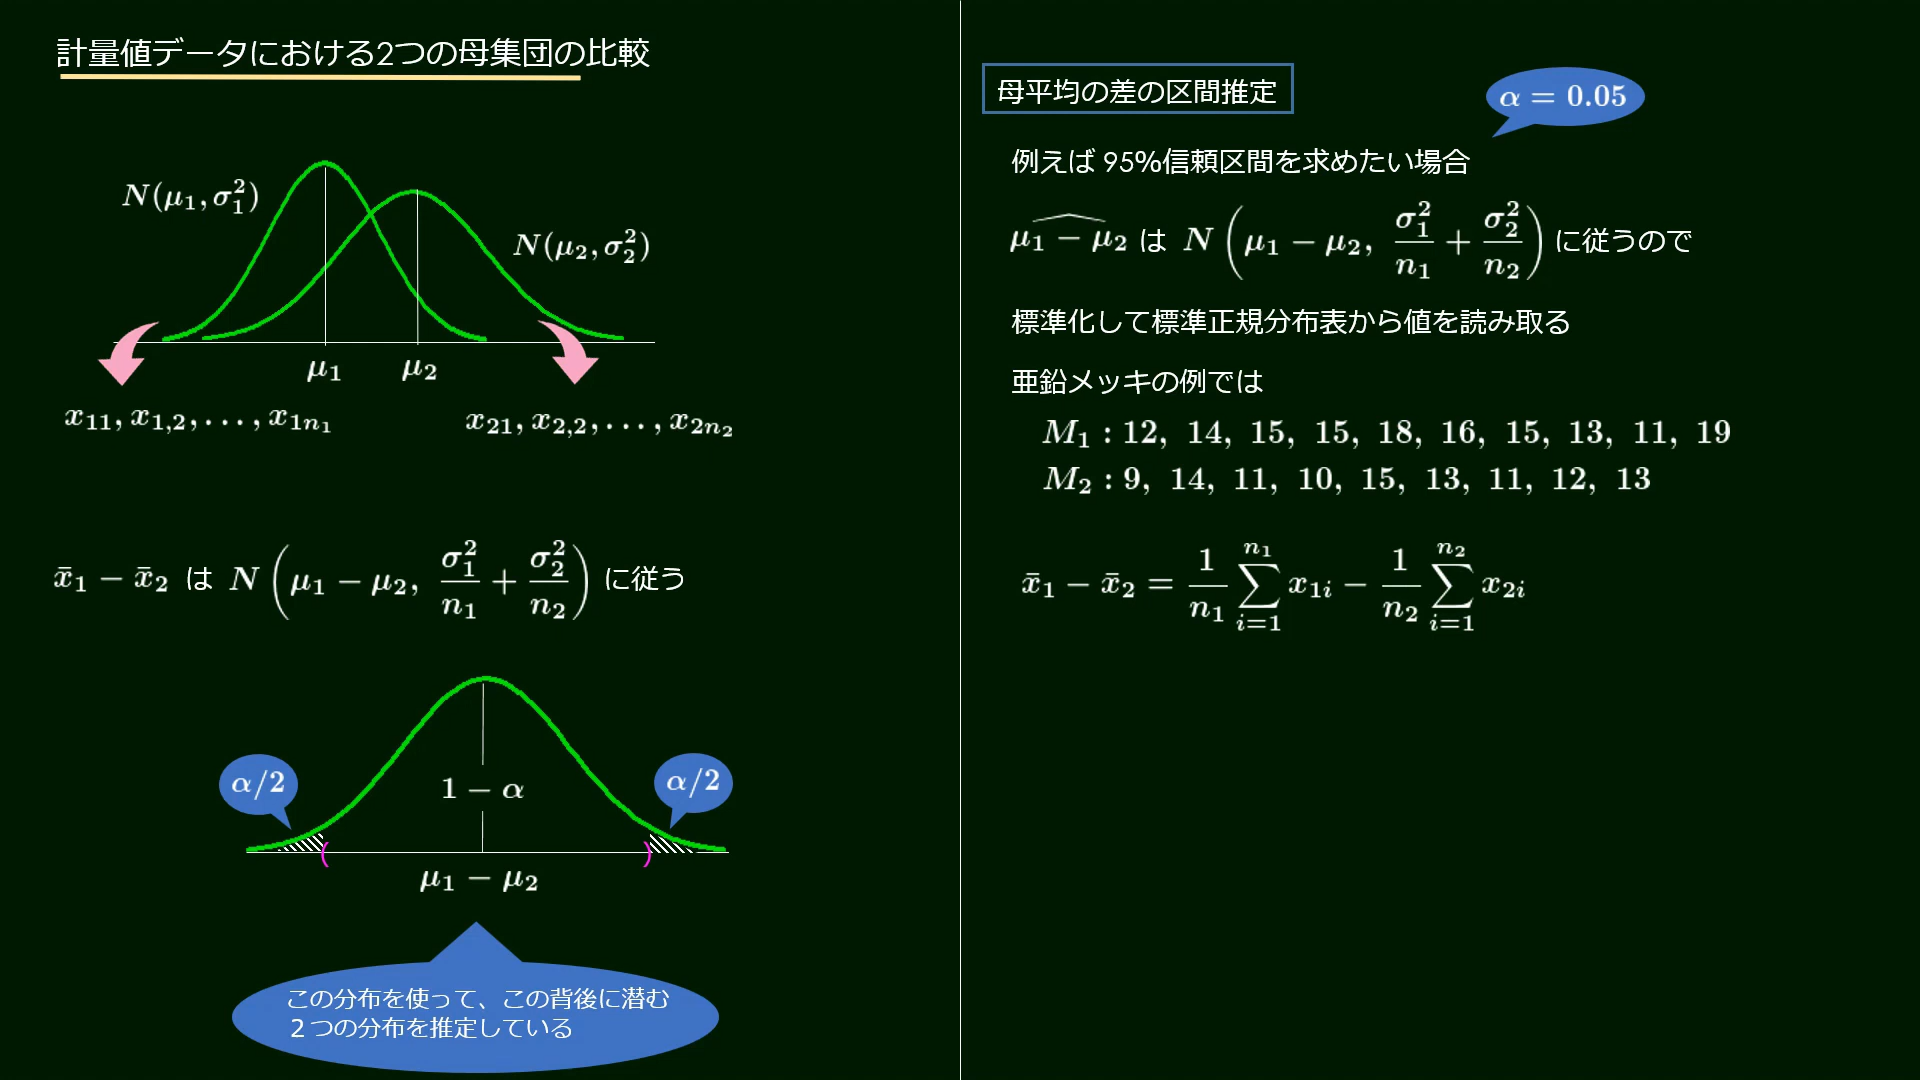 計量値データにおける2つの母集団の比較
N(μ₁, σ₁²)
N(μ₂, σ₂²)
μ₁ μ₂
x₁₁, x₁,₂, ..., x₁ₙ₁ x₂₁, x₂,₂, ..., x₂ₙ₂
x̄₁ − x̄₂ は N(μ₁ − μ₂, σ₁²/n₁ + σ₂²/n₂) に従う
α/2 1 − α α/2
μ₁ − μ₂
この分布を使って、この背後に潜む
２つの分布を推定している
母平均の差の区間推定
α = 0.05
例えば 95%信頼区間を求めたい場合
\widehat{μ₁ − μ₂} は N(μ₁ − μ₂, σ₁²/n₁ + σ₂²/n₂) に従うので
標準化して標準正規分布表から値を読み取る
亜鉛メッキの例では
M₁ : 12, 14, 15, 15, 18, 16, 15, 13, 11, 19
M₂ : 9, 14, 11, 10, 15, 13, 11, 12, 13
x̄₁ − x̄₂ = 1/n₁ ∑_{i=1}^{n₁} x₁ᵢ − 1/n₂ ∑_{i=1}^{n₂} x₂ᵢ